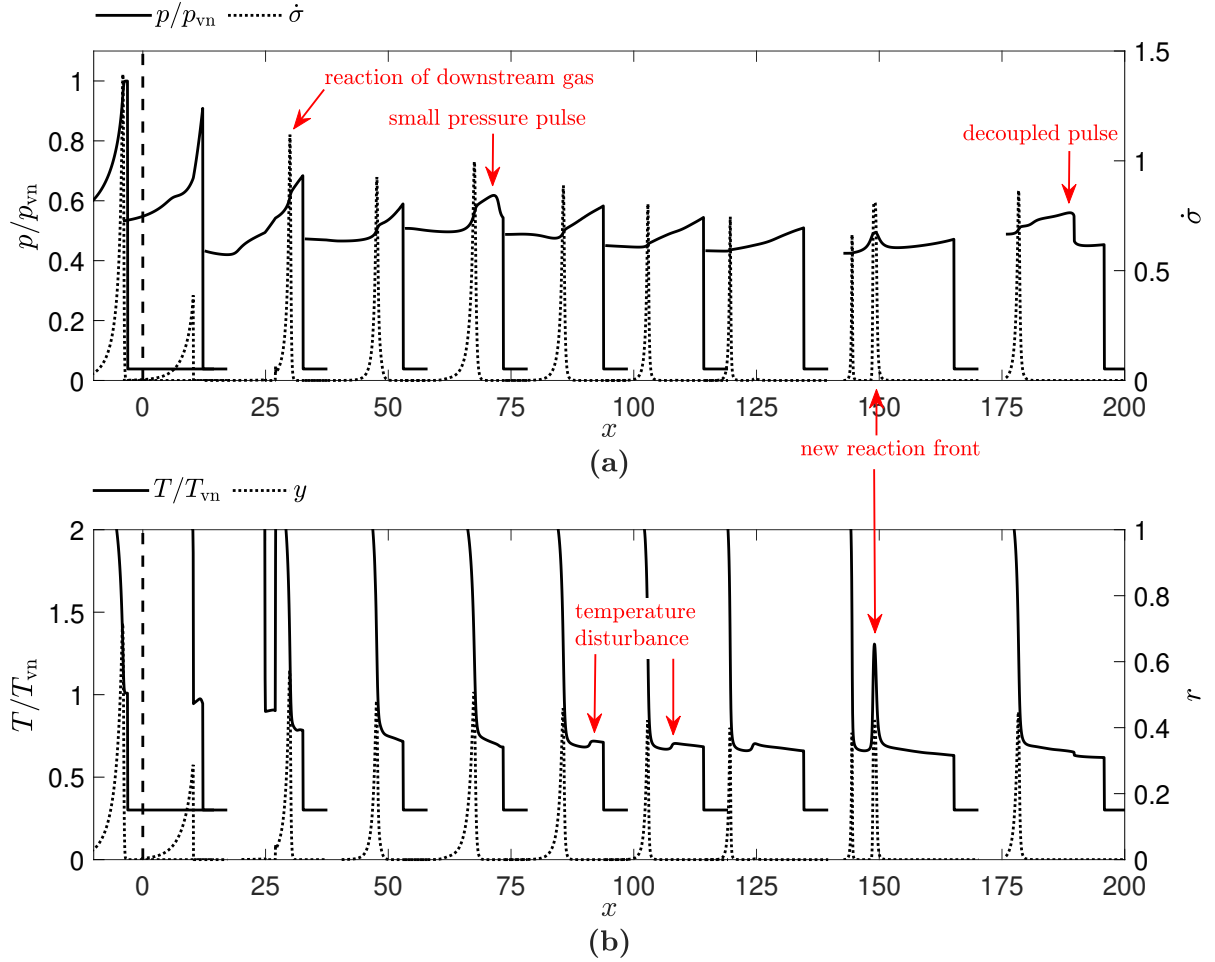 p/p_vn σ̇
reaction of downstream gas
small pressure pulse
decoupled pulse
1
0.8
0.6
0.4
0.2
0
p/p_vn
1.5
1
0.5
0
σ̇
0 25 50 75 100 125 150 175 200
x
(a)
new reaction front
T/T_vn y
temperature
disturbance
2
1.5
1
0.5
0
T/T_vn
1
0.8
0.6
0.4
0.2
0
r
0 25 50 75 100 125 150 175 200
x
(b)